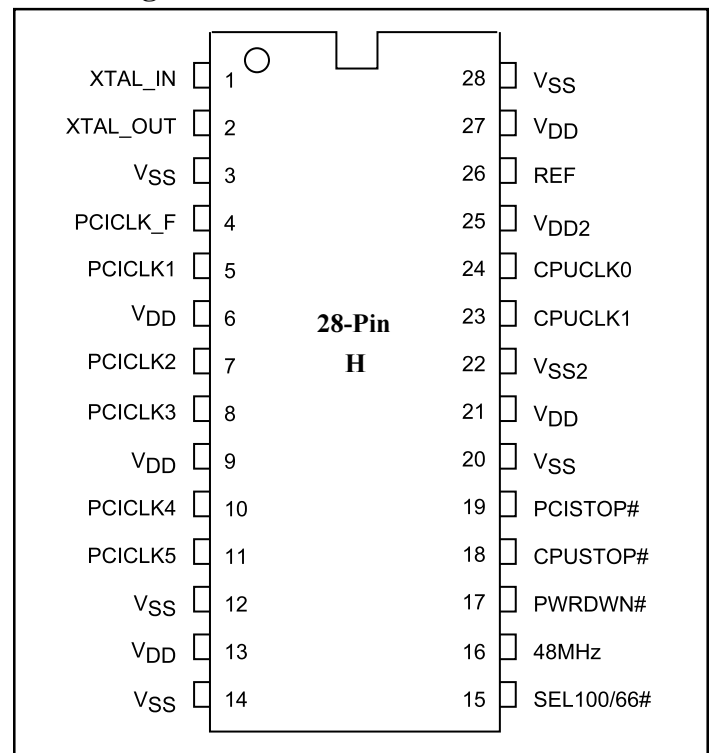 XTAL_IN 1 28 VSS
XTAL_OUT 2 27 VDD
VSS 3 26 REF
PCICLK_F 4 25 VDD2
PCICLK1 5 24 CPUCLK0
VDD 6 28-Pin 23 CPUCLK1
H
PCICLK2 7 22 VSS2
PCICLK3 8 21 VDD
VDD 9 20 VSS
PCICLK4 10 19 PCISTOP#
PCICLK5 11 18 CPUSTOP#
VSS 12 17 PWRDWN#
VDD 13 16 48MHz
VSS 14 15 SEL100/66#